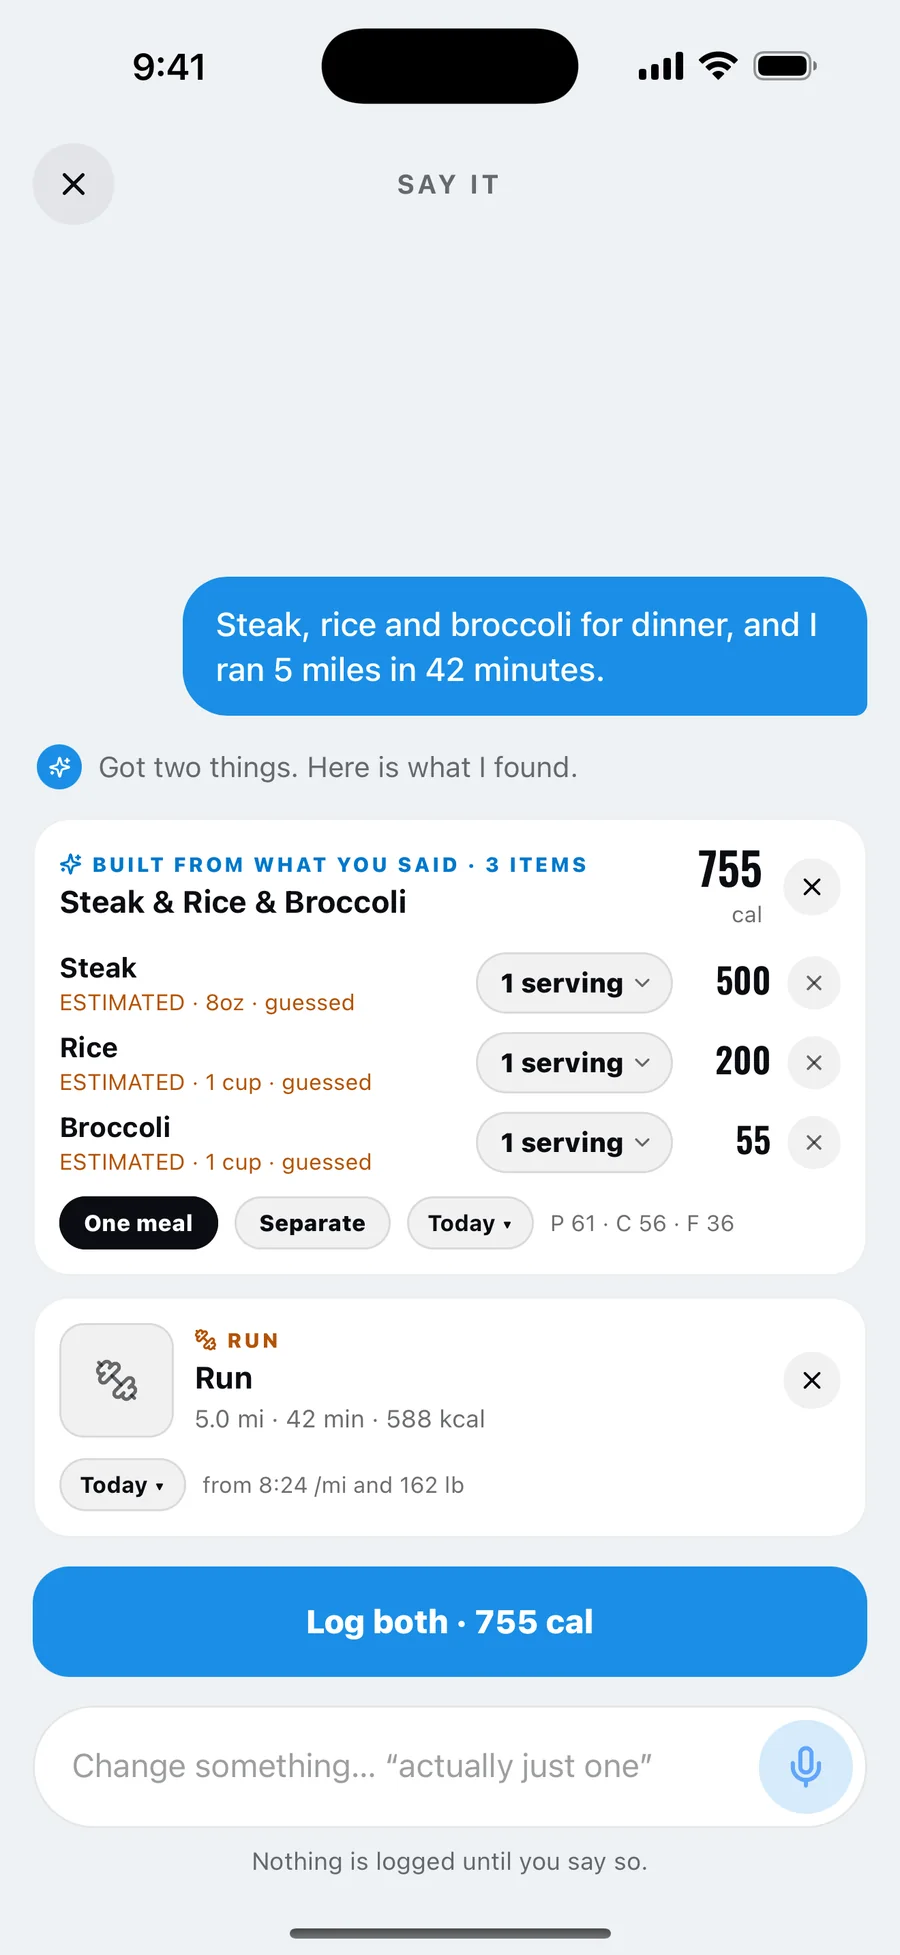 9:41
SAY IT
Steak, rice and broccoli for dinner, and I
ran 5 miles in 42 minutes.
Got two things. Here is what I found.
BUILT FROM WHAT YOU SAID · 3 ITEMS
755
Steak & Rice & Broccoli
cal
Steak
ESTIMATED · 8oz · guessed
1 serving
500
Rice
ESTIMATED · 1 cup · guessed
1 serving
200
Broccoli
ESTIMATED · 1 cup · guessed
1 serving
55
One meal
Separate
Today
P 61 · C 56 · F 36
RUN
Run
5.0 mi · 42 min · 588 kcal
Today
from 8:24 /mi and 162 lb
Log both · 755 cal
Change something... “actually just one”
Nothing is logged until you say so.